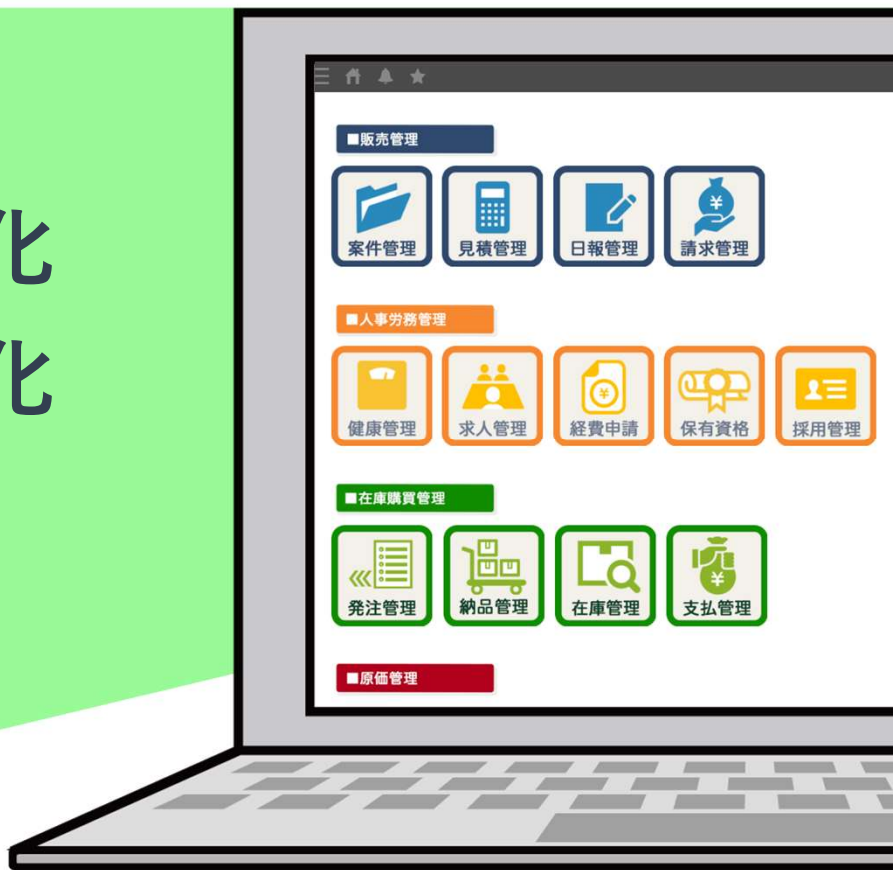 化
化
■販売管理
案件管理 見積管理 日報管理 請求管理
■人事労務管理
健康管理 求人管理 経費申請 保有資格 採用管理
■在庫購買管理
発注管理 納品管理 在庫管理 支払管理
■原価管理